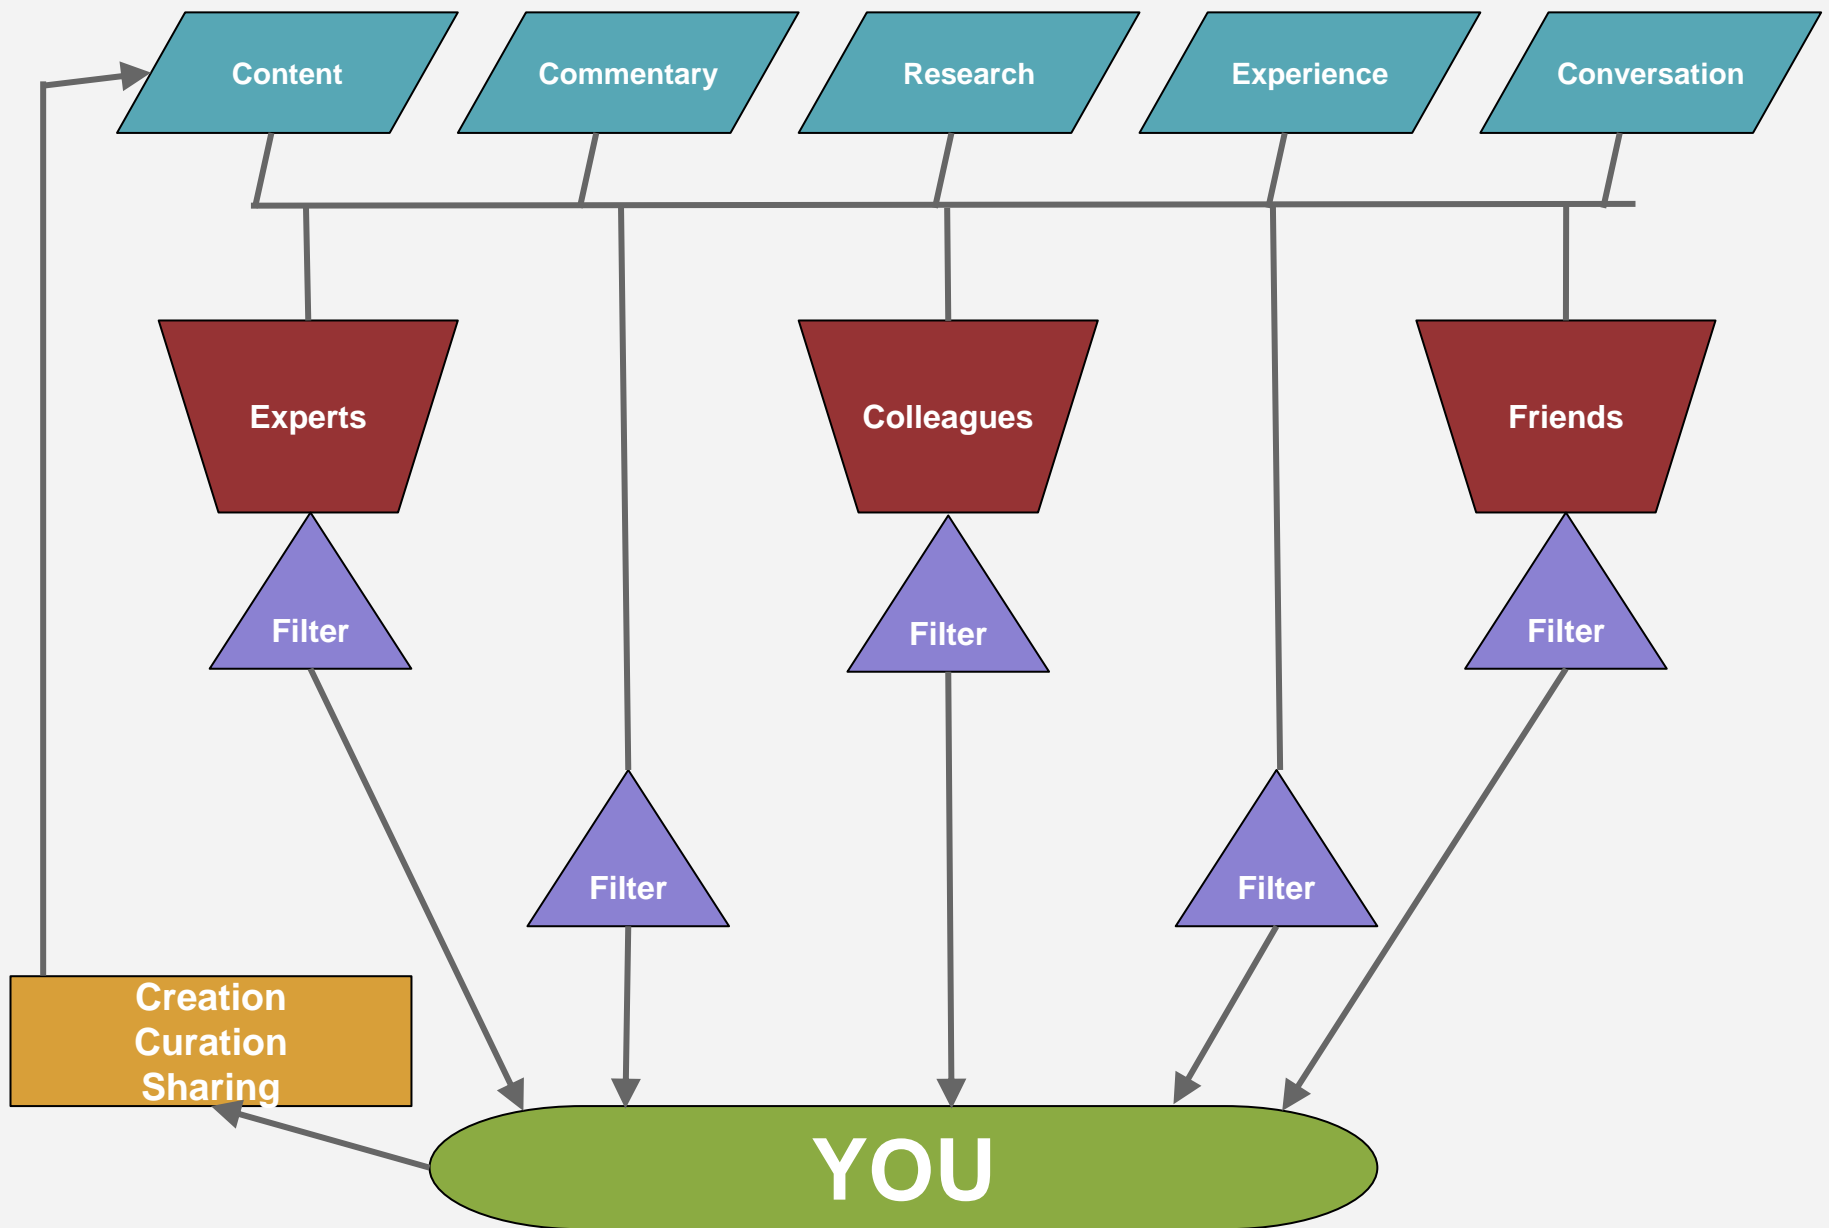 Content
Commentary
Research
Experience
Conversation
Experts
Colleagues
Friends
Filter
Filter
Filter
Filter
Filter
Creation
Curation
Sharing
YOU